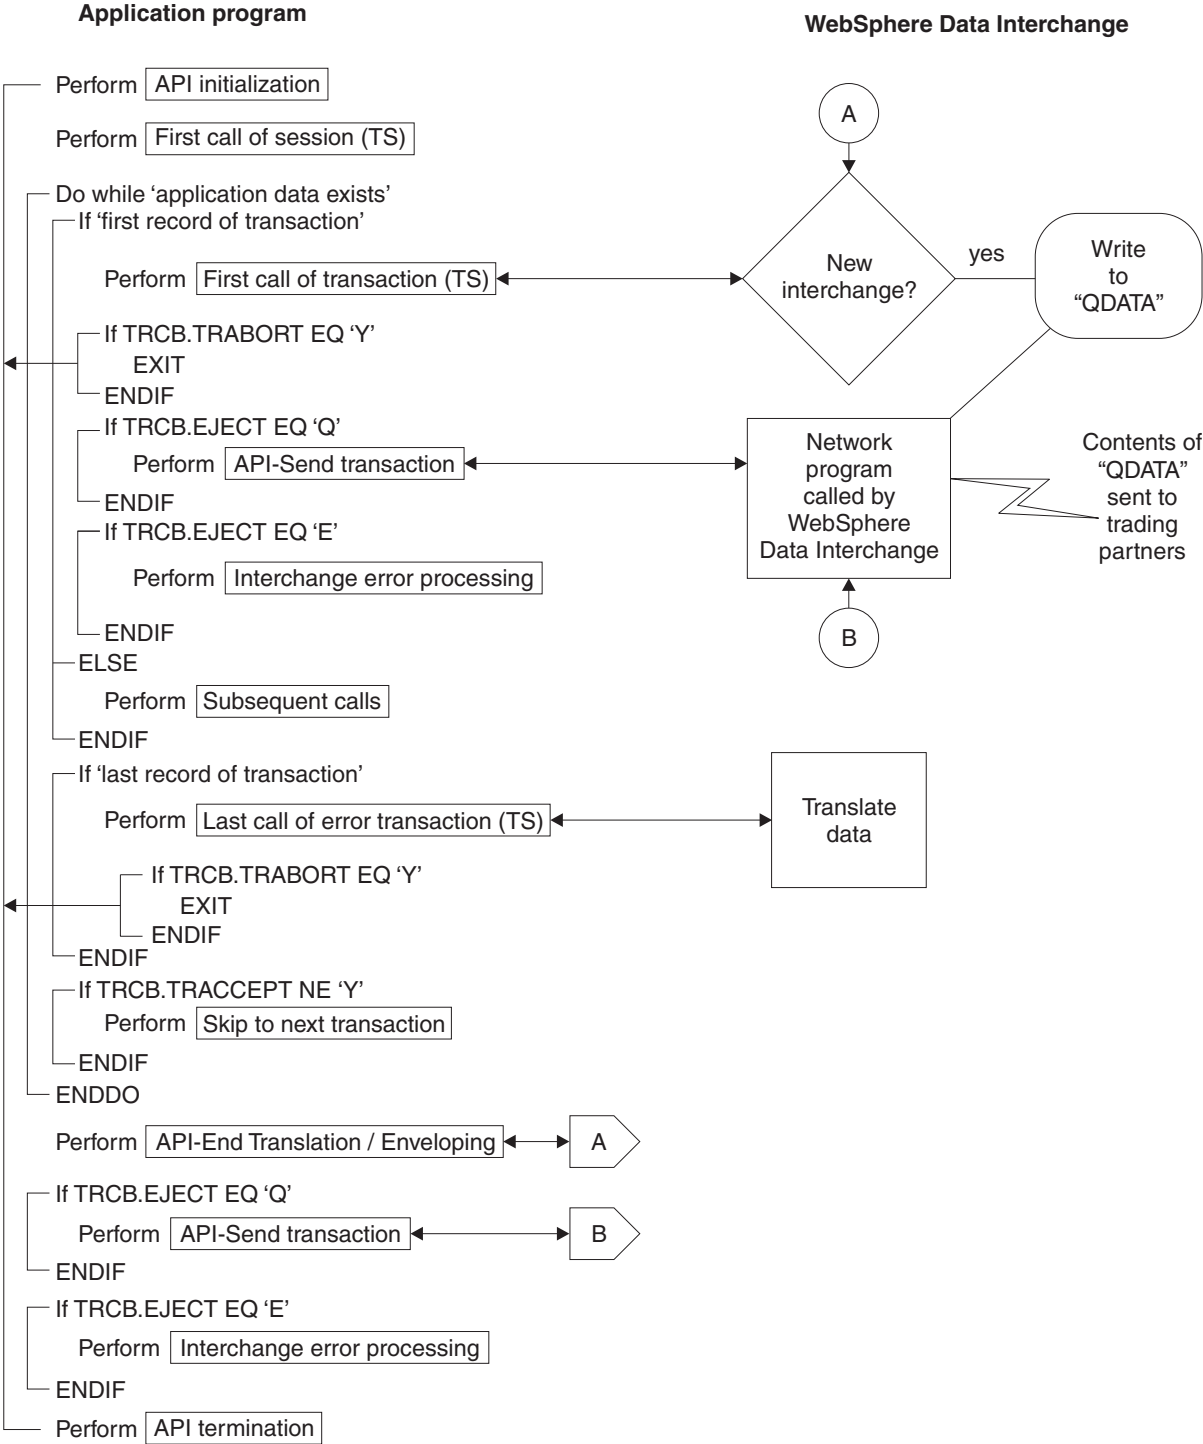 Application program
WebSphere Data Interchange
Perform API initialization
Perform First call of session (TS)
Do while ‘application data exists’
If ‘first record of transaction’
Perform First call of transaction (TS)
If TRCB.TRABORT EQ ‘Y’
EXIT
ENDIF
If TRCB.EJECT EQ ‘Q’
Perform API-Send transaction
ENDIF
If TRCB.EJECT EQ ‘E’
Perform Interchange error processing
ENDIF
ELSE
Perform Subsequent calls
ENDIF
If ‘last record of transaction’
Perform Last call of error transaction (TS)
If TRCB.TRABORT EQ ‘Y’
EXIT
ENDIF
ENDIF
If TRCB.TRACCEPT NE ‘Y’
Perform Skip to next transaction
ENDIF
ENDDO
Perform API-End Translation / Enveloping
A
If TRCB.EJECT EQ ‘Q’
Perform API-Send transaction
B
ENDIF
If TRCB.EJECT EQ ‘E’
Perform Interchange error processing
ENDIF
Perform API termination
A
New
interchange?
yes
Write
to
“QDATA”
Network
program
called by
WebSphere
Data Interchange
Contents of
“QDATA”
sent to
trading
partners
B
Translate
data